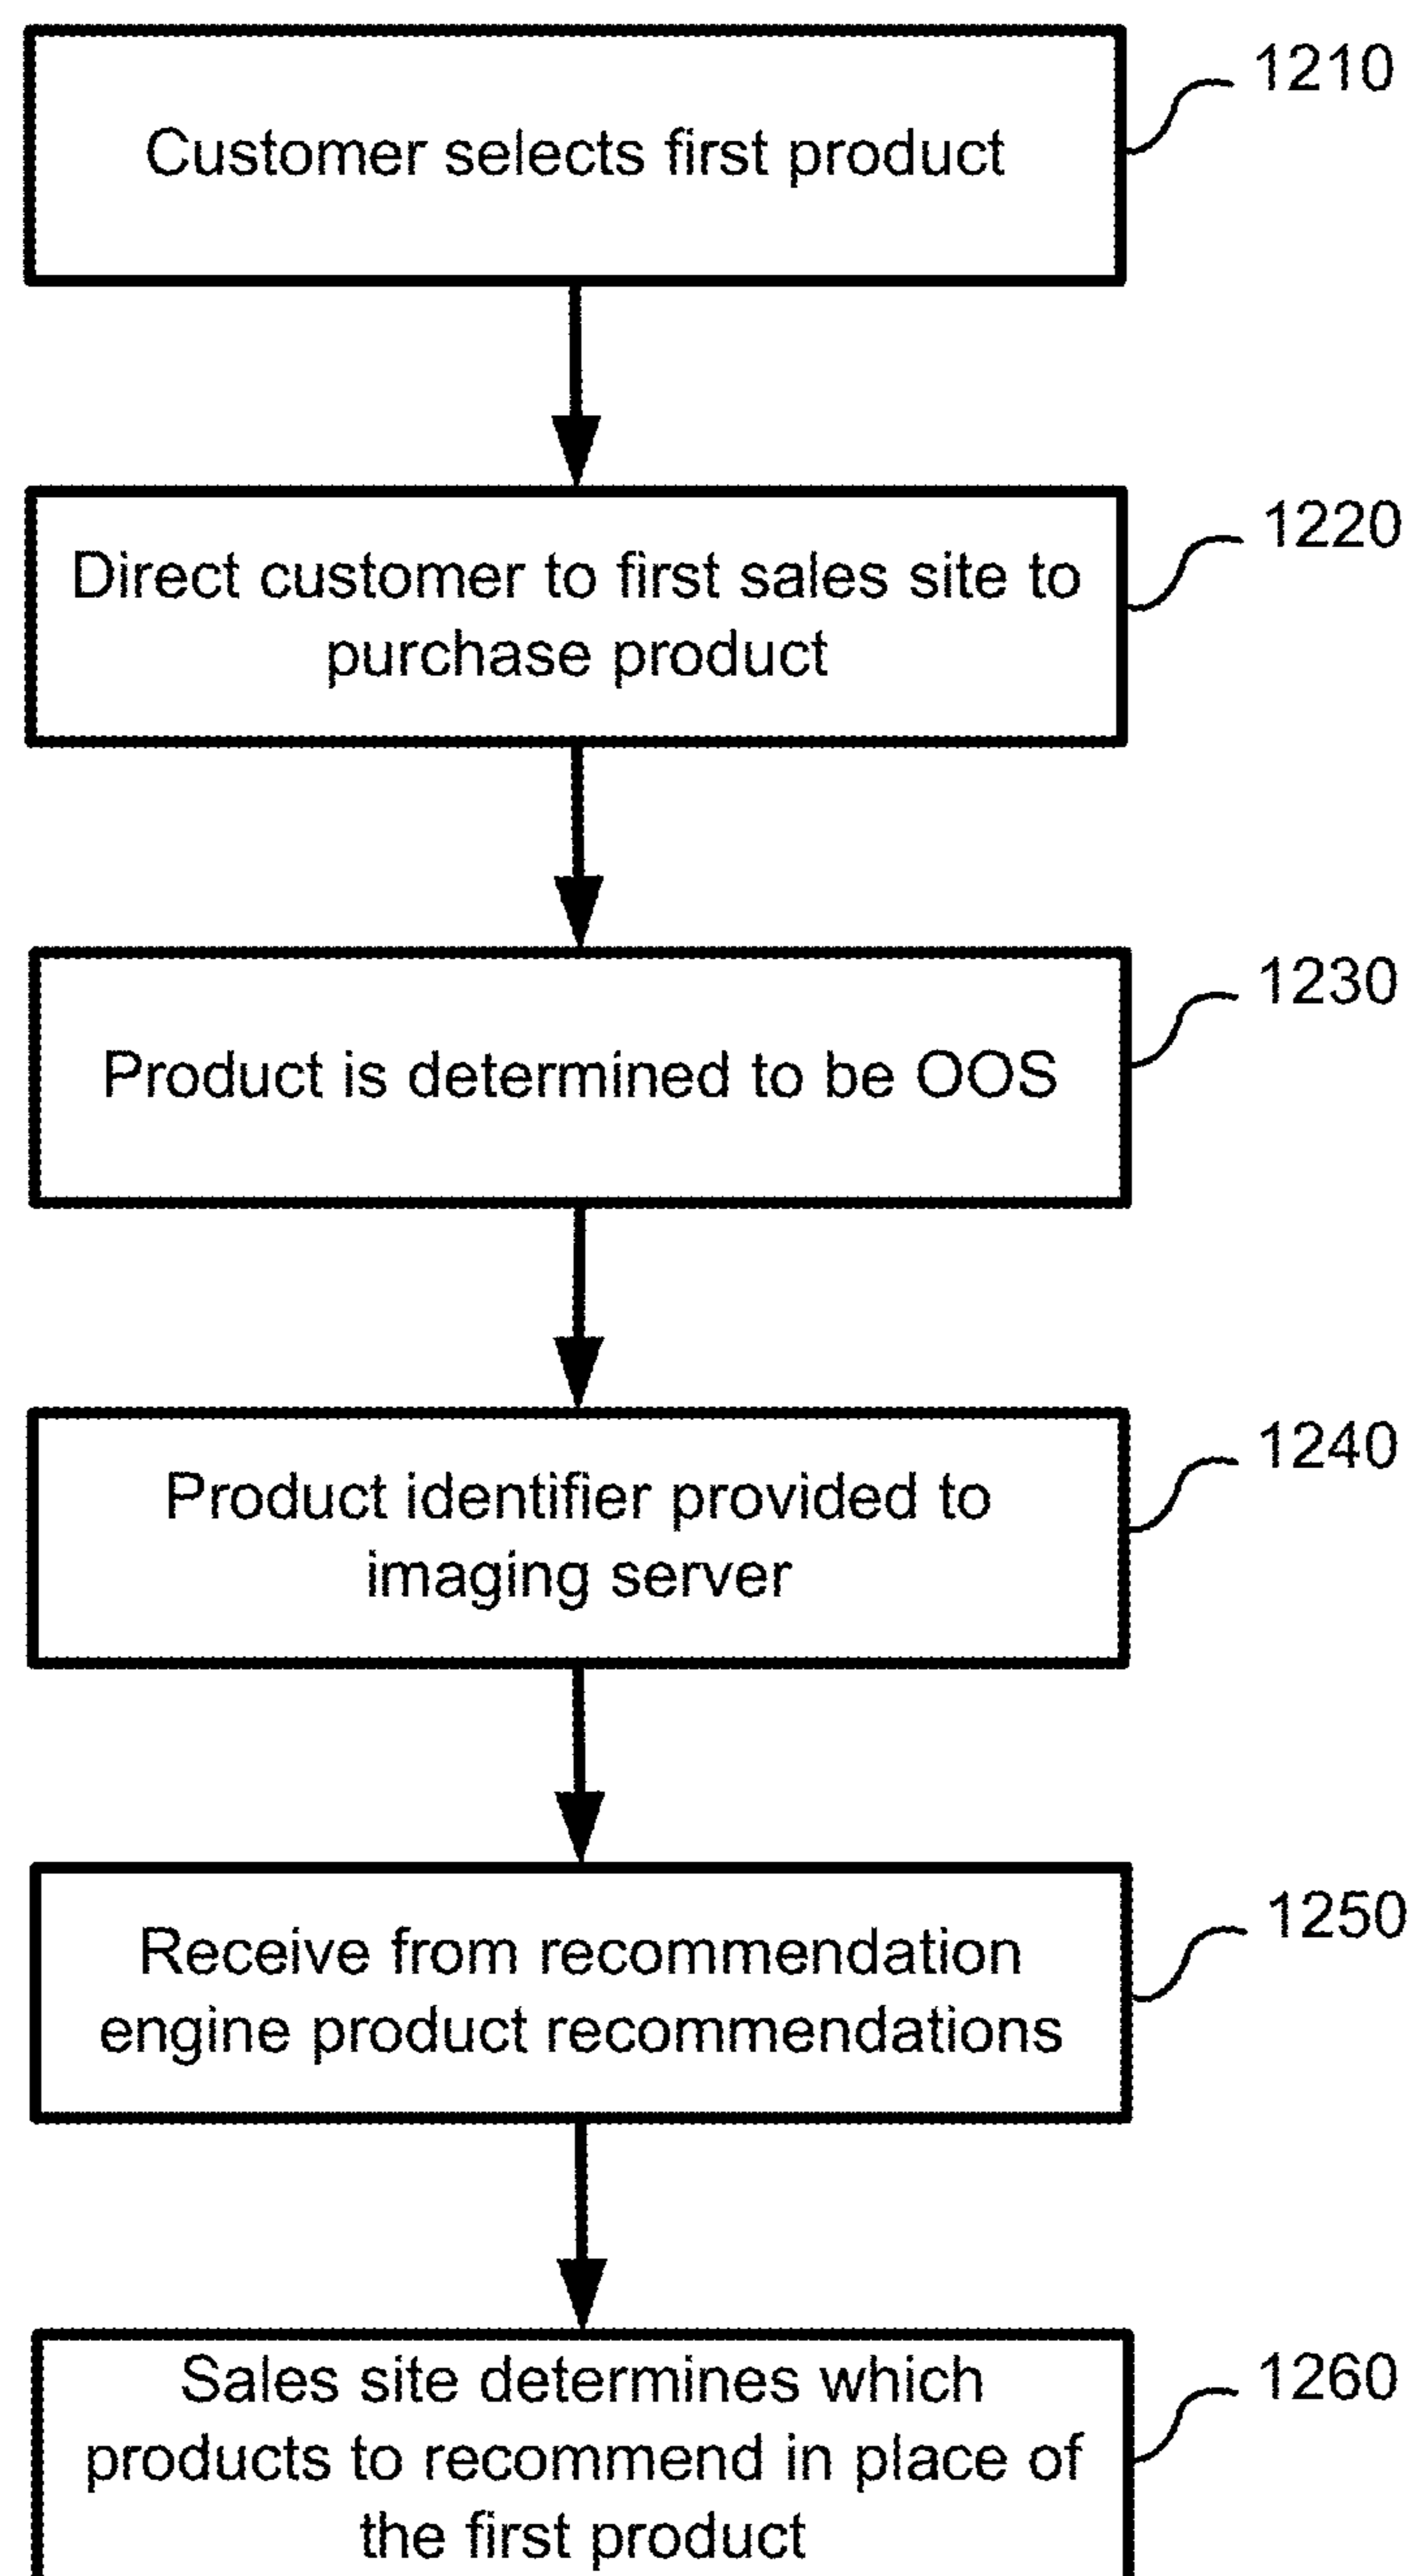 Customer selects first product
1210
Direct customer to first sales site to
purchase product
1220
Product is determined to be OOS
1230
Product identifier provided to
imaging server
1240
Receive from recommendation
engine product recommendations
1250
Sales site determines which
products to recommend in place of
the first product
1260